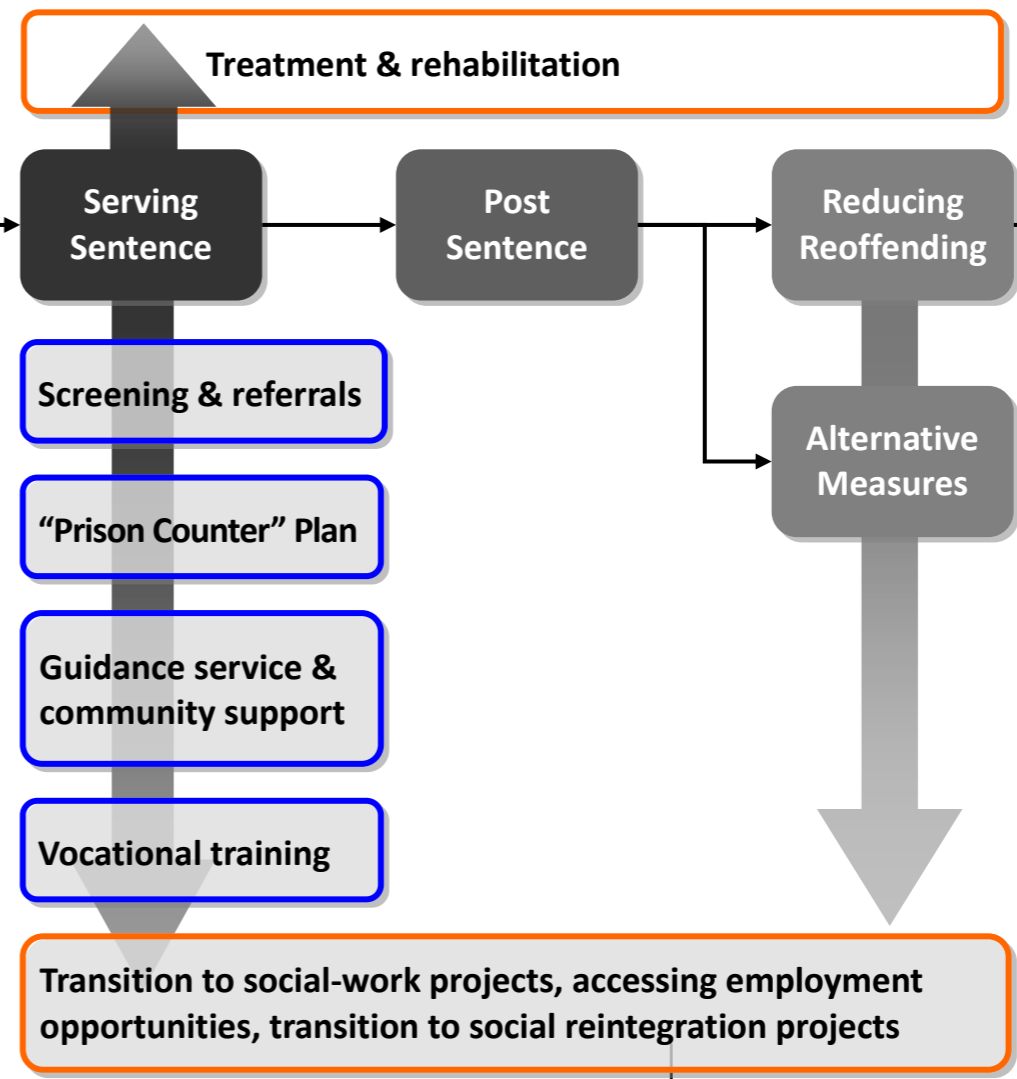 Treatment & rehabilitation
Serving
Sentence
Post
Sentence
Reducing
Reoffending
Screening & referrals
Alternative
Measures
“Prison Counter” Plan
Guidance service &
community support
Vocational training
Transition to social-work projects, accessing employment
opportunities, transition to social reintegration projects